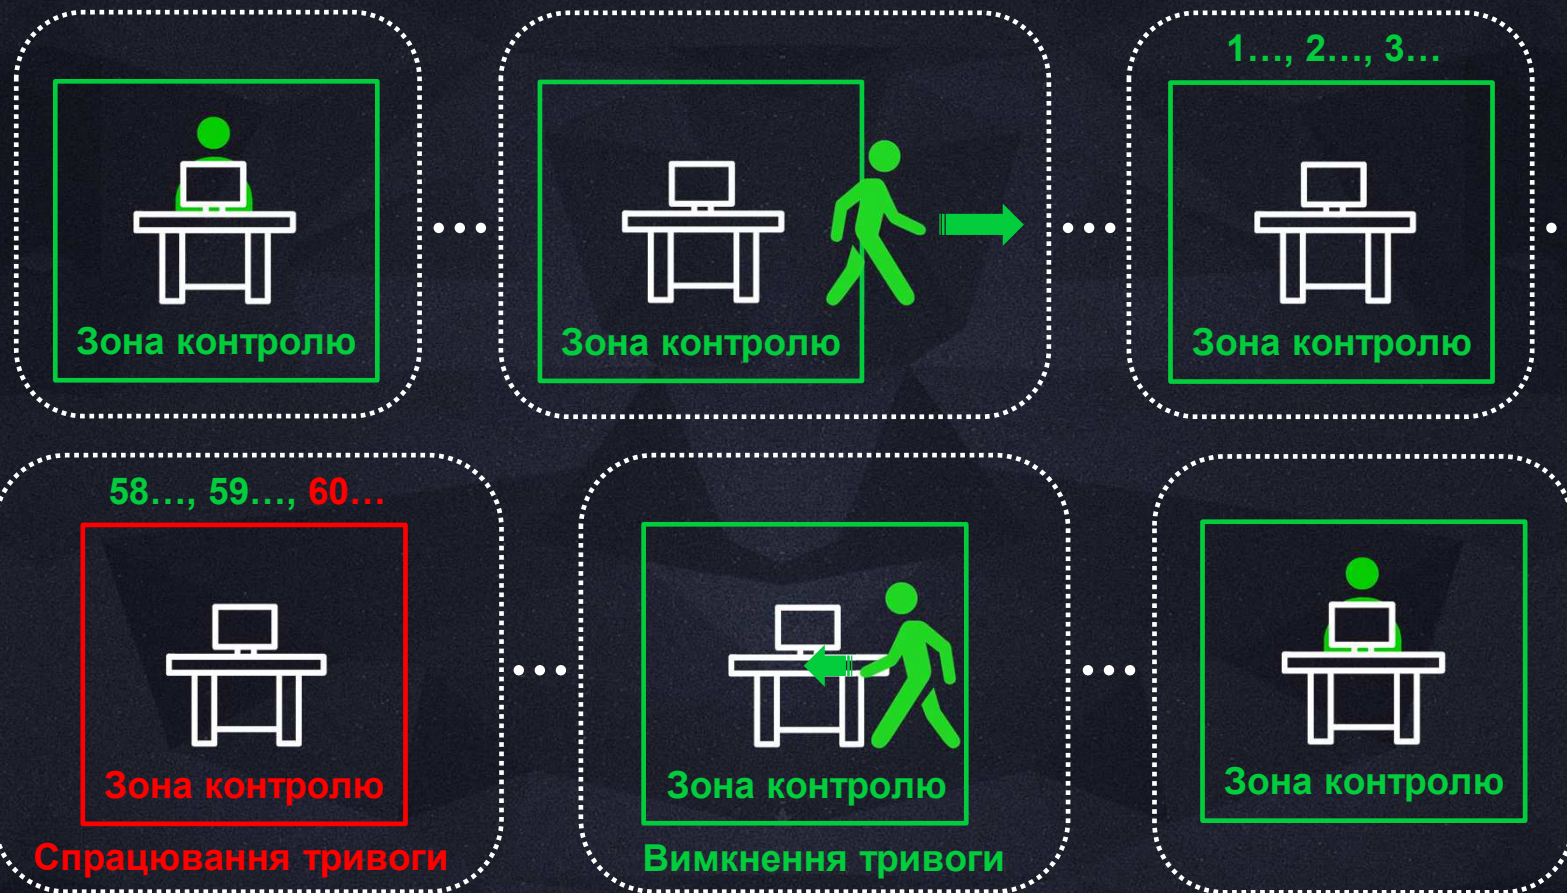 1…, 2…, 3…
Зона контролю
Зона контролю
Зона контролю
58…, 59…, 60…
Зона контролю
Зона контролю
Зона контролю
Спрацювання тривоги
Вимкнення тривоги